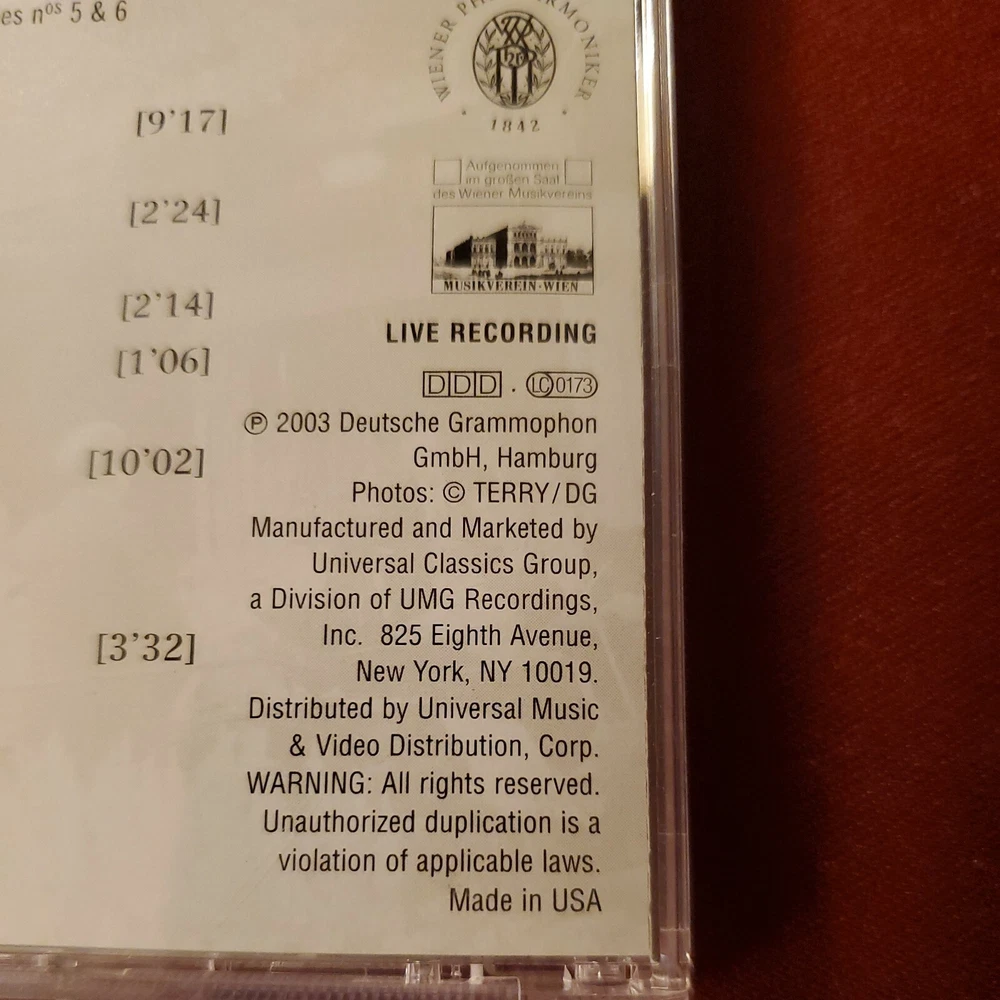 es nos 5 & 6
WIENER PHILHARMONIKER
1842
[9'17]
Aufgenommen
im großen Saal
des Wiener Musikvereins
[2'24]
MUSIKVEREIN·WIEN
[2'14]
LIVE RECORDING
[1'06]
DDD . LC 0173
℗ 2003 Deutsche Grammophon
GmbH, Hamburg
[10'02]
Photos: © TERRY/DG
Manufactured and Marketed by
Universal Classics Group,
a Division of UMG Recordings,
Inc. 825 Eighth Avenue,
[3'32]
New York, NY 10019.
Distributed by Universal Music
& Video Distribution, Corp.
WARNING: All rights reserved.
Unauthorized duplication is a
violation of applicable laws.
Made in USA